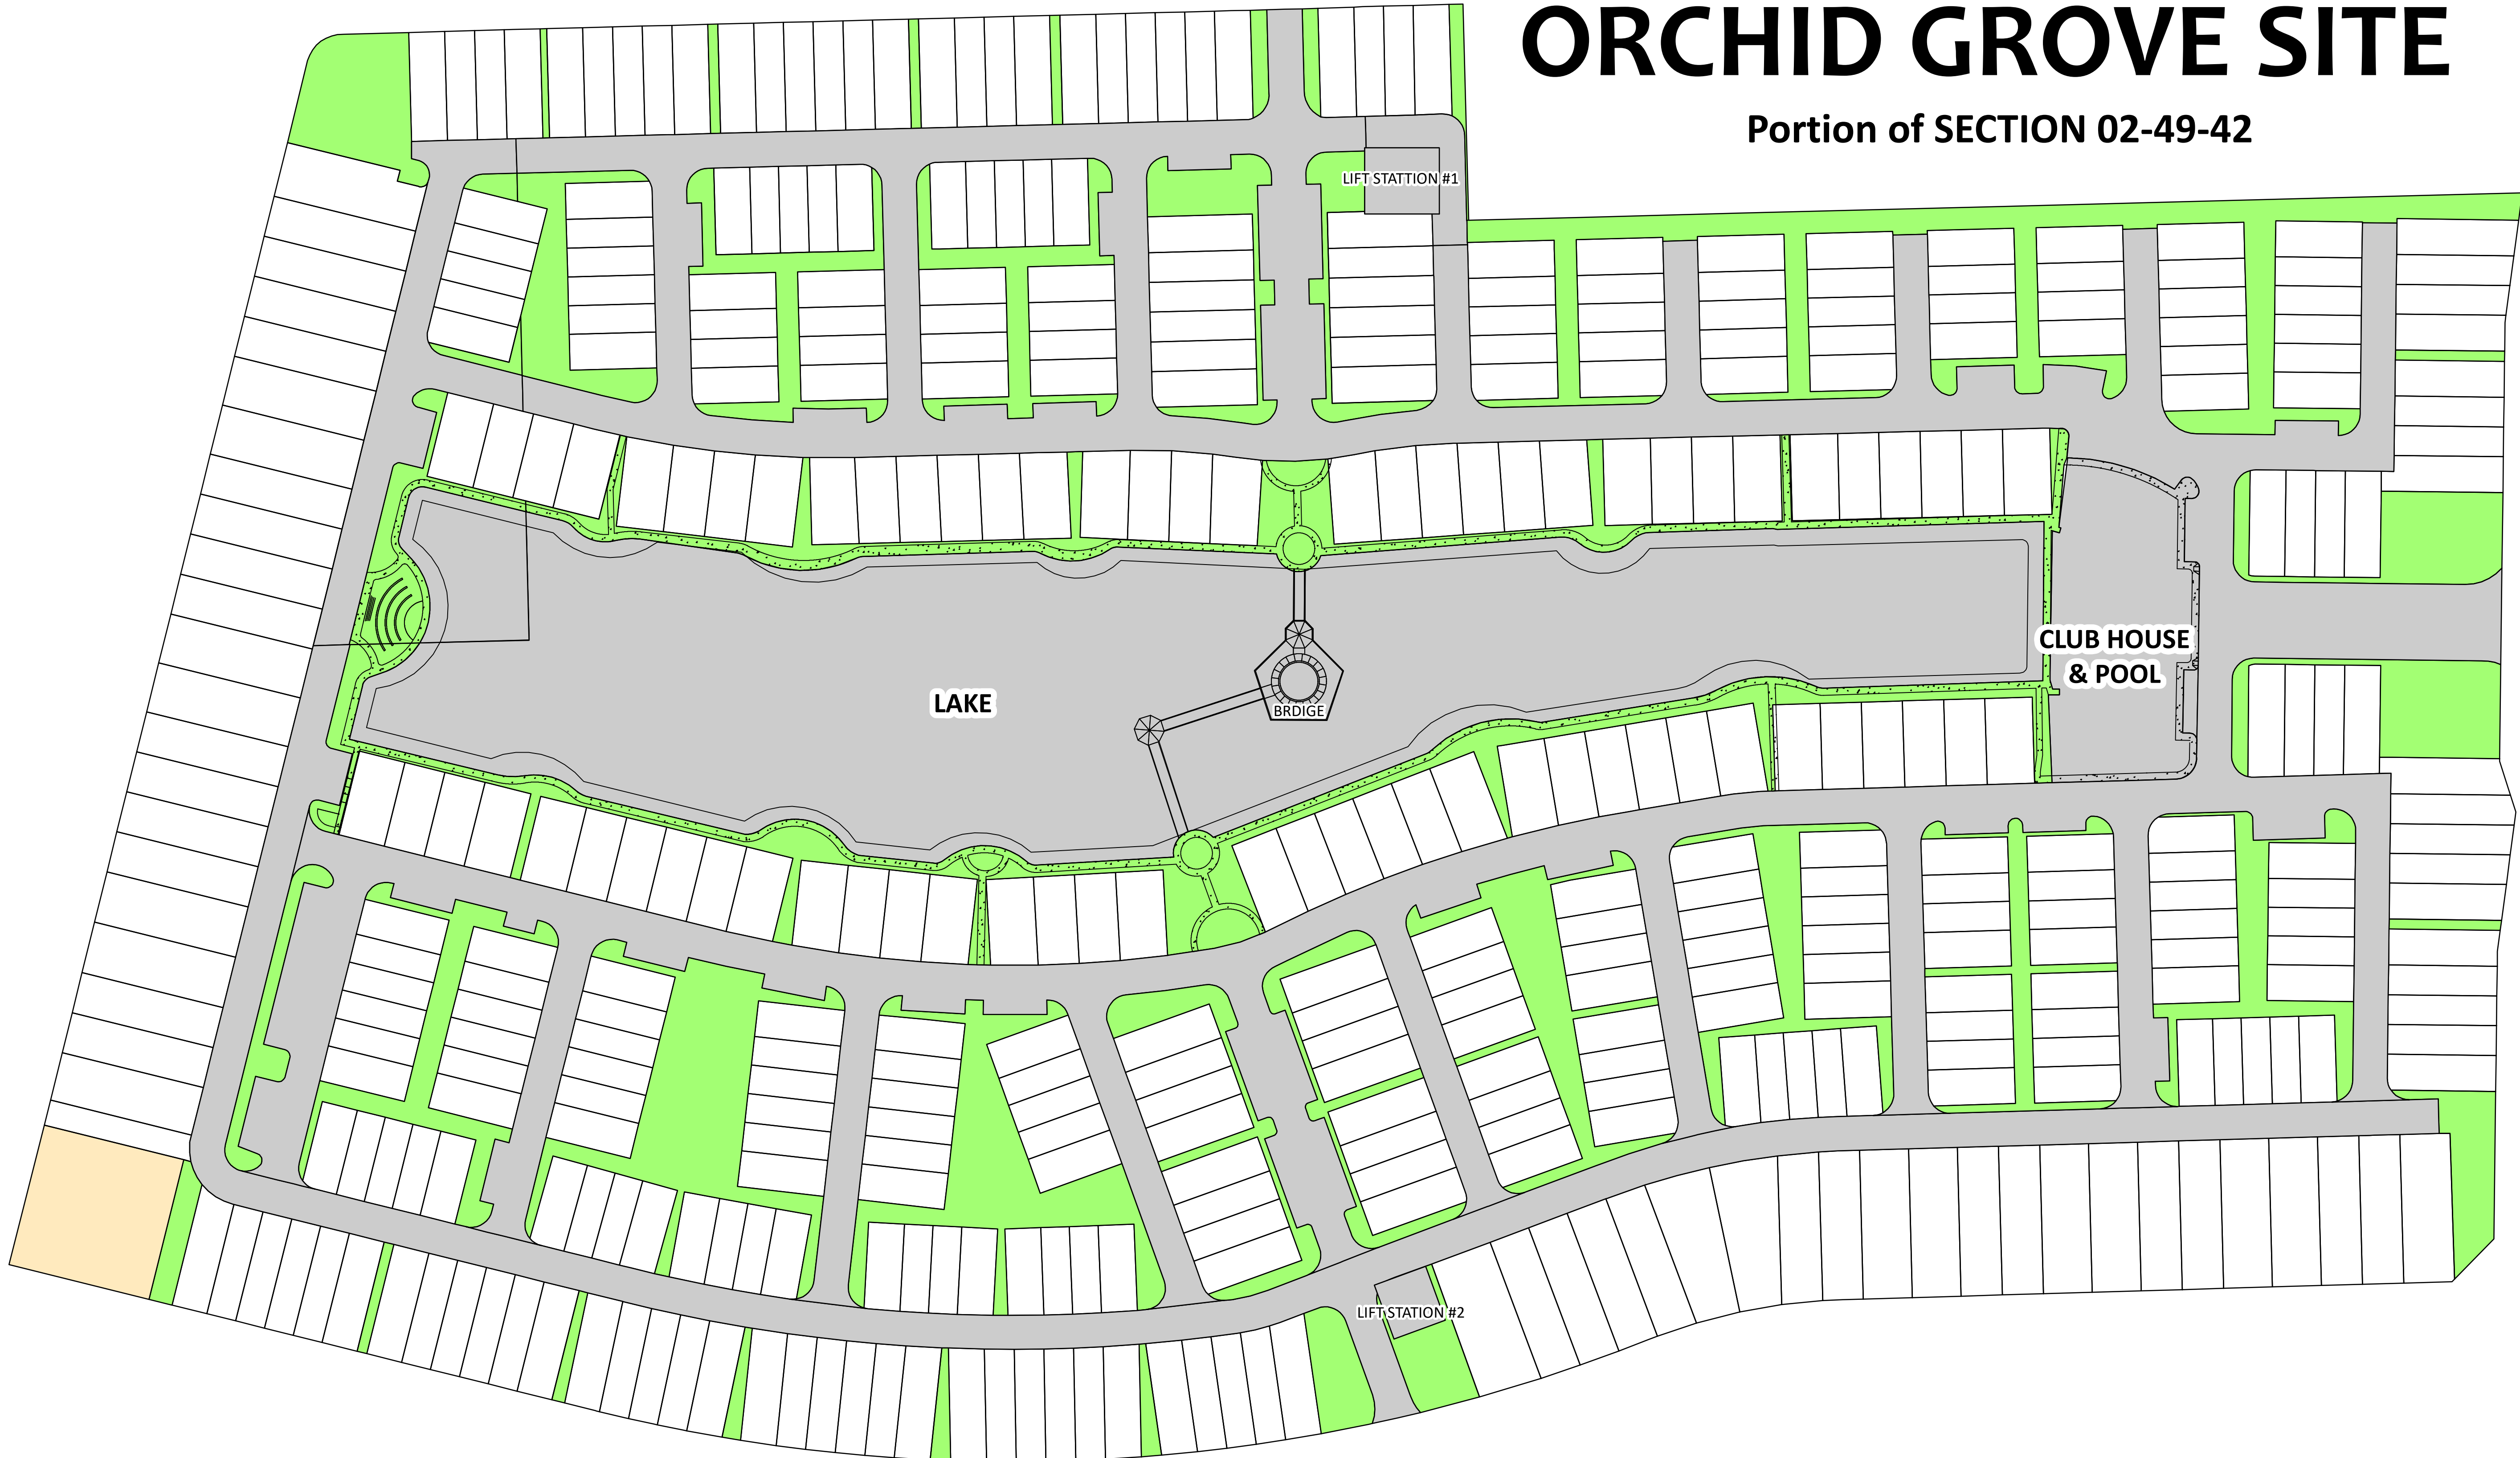 ORCHID GROVE SITE
Portion of SECTION 02-49-42
LIFT STATTION #1
CLUB HOUSE
& POOL
LAKE
BRDIGE
LIFT STATION #2